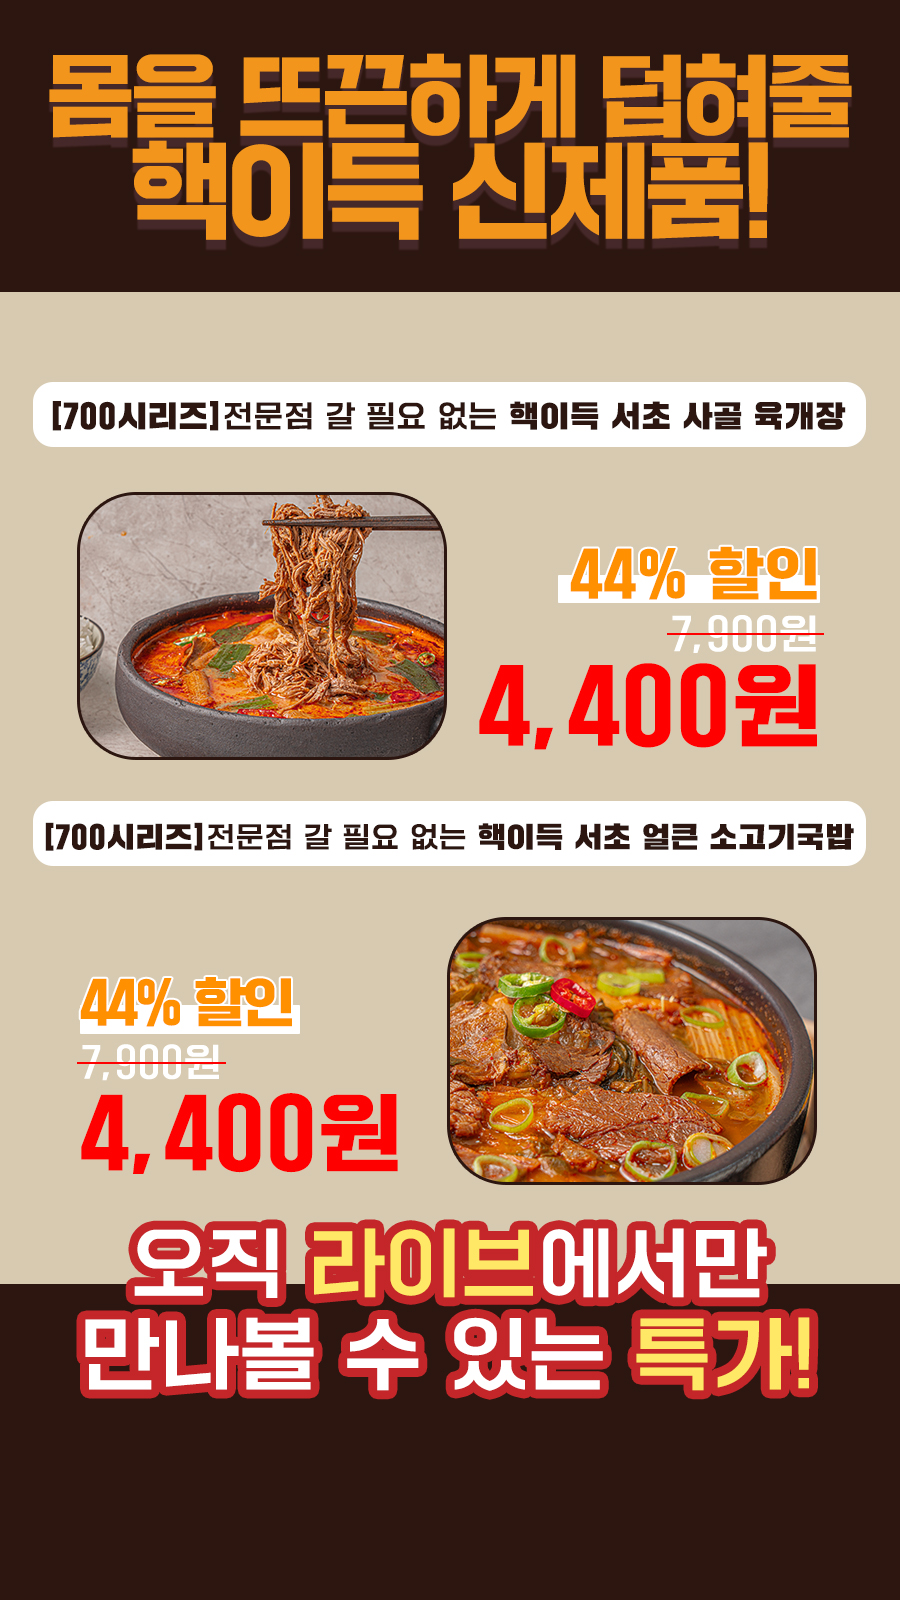 몸을 뜨끈하게 덥혀줄
핵이득 신제품!
[700시리즈]전문점 갈 필요 없는 핵이득 서초 사골 육개장
44% 할인
7,900원
4,400원
[700시리즈]전문점 갈 필요 없는 핵이득 서초 얼큰 소고기국밥
44% 할인
7,900원
4,400원
오직 라이브에서만
만나볼 수 있는 특가!